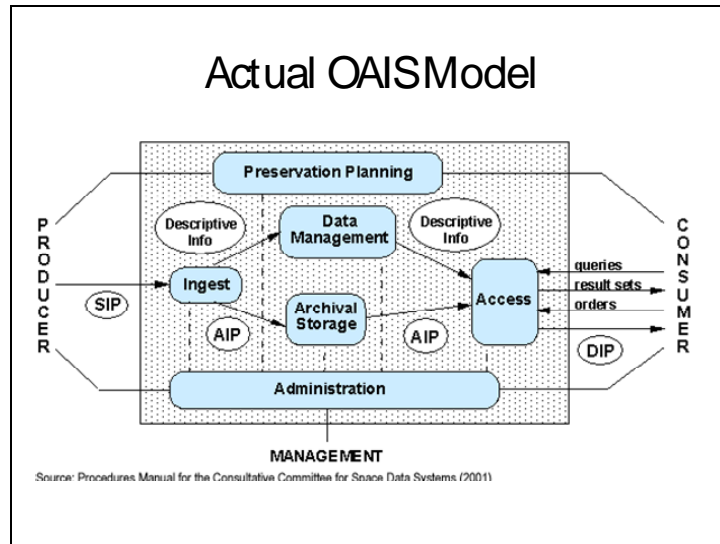 Actual OAIS Model
Preservation Planning
PRODUCER
Descriptive
Info
Data
Management
Descriptive
Info
CONSUMER
Ingest
SIP
Archival
Storage
Access
queries
result sets
orders
AIP
AIP
DIP
Administration
MANAGEMENT
Source: Procedures Manual for the Consultative Committee for Space Data Systems (2001)